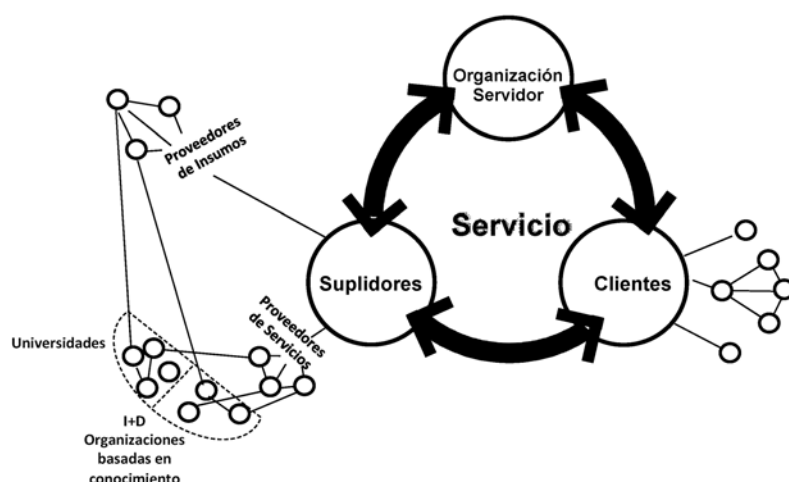 Organización
Servidor
Proveedores
de Insumos
Servicio
Suplidores
Clientes
Proveedores
de Servicios
Universidades
I+D
Organizaciones
basadas en
conocimiento